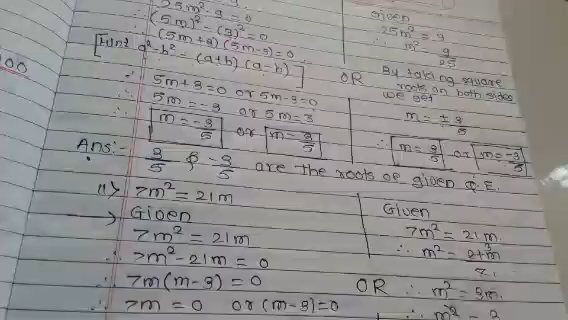 25m² - 9 = 0
∴ (5m)² - (3)² = 0
∴ (5m+3)(5m-3) = 0
[Hint a²-b² = (a+b)(a-b)]
∴ 5m+3=0 or 5m-3=0
∴ 5m = -3 or 5m = 3
∴ m = -3/5 or m = 3/5
OR
Given
25m² = 9
∴ m² = 9/25
By taking square
roots on both sides
we get
m = ± 3/5
∴ m = 3/5 or m = -3/5
Ans:- 3/5 & -3/5 are the roots of given Q.E.
ii) 7m² = 21m
→ Given
7m² = 21m
∴ 7m² - 21m = 0
∴ 7m(m-3) = 0
∴ 7m = 0 or (m-3)=0
OR
Given
7m² = 21m.
∴ m² = 21m/7
∴ m² = 3m.
∴ m² = 3